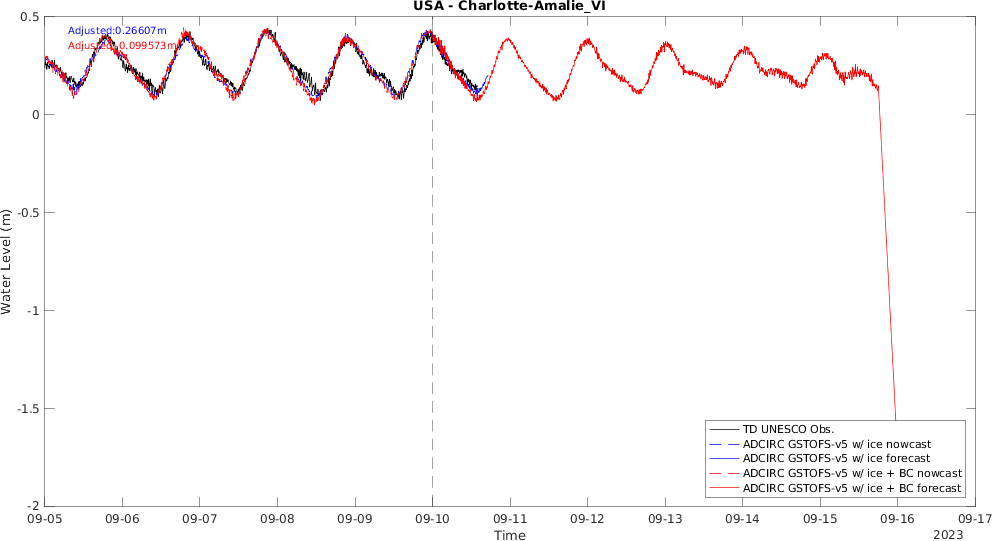 USA - Charlotte-Amalie_VI
Adjusted:0.26607m
Adjusted:-0.099573m
0.5
0
-0.5
-1
-1.5
-2
Water Level (m)
09-05 09-06 09-07 09-08 09-09 09-10 09-11 09-12 09-13 09-14 09-15 09-16 09-17
Time
2023
TD UNESCO Obs.
ADCIRC GSTOFS-v5 w/ ice nowcast
ADCIRC GSTOFS-v5 w/ ice forecast
ADCIRC GSTOFS-v5 w/ ice + BC nowcast
ADCIRC GSTOFS-v5 w/ ice + BC forecast